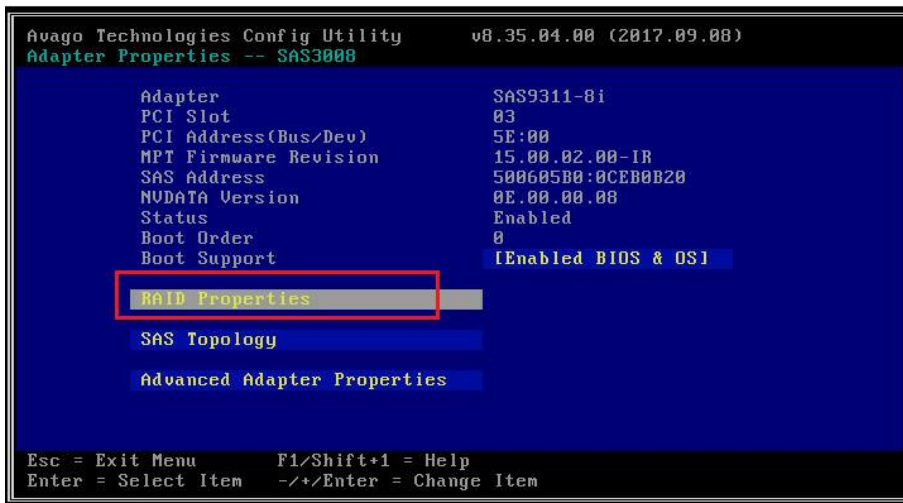 Avago Technologies Config Utility v8.35.04.00 (2017.09.08)
Adapter Properties -- SAS3008
Adapter SAS9311-8i
PCI Slot 03
PCI Address(Bus/Dev) 5E:00
MPT Firmware Revision 15.00.02.00-IR
SAS Address 500605B0:0CEB0B20
NVDATA Version 0E.00.00.08
Status Enabled
Boot Order 0
Boot Support [Enabled BIOS & OS]
RAID Properties
SAS Topology
Advanced Adapter Properties
Esc = Exit Menu F1/Shift+1 = Help
Enter = Select Item -/+/Enter = Change Item